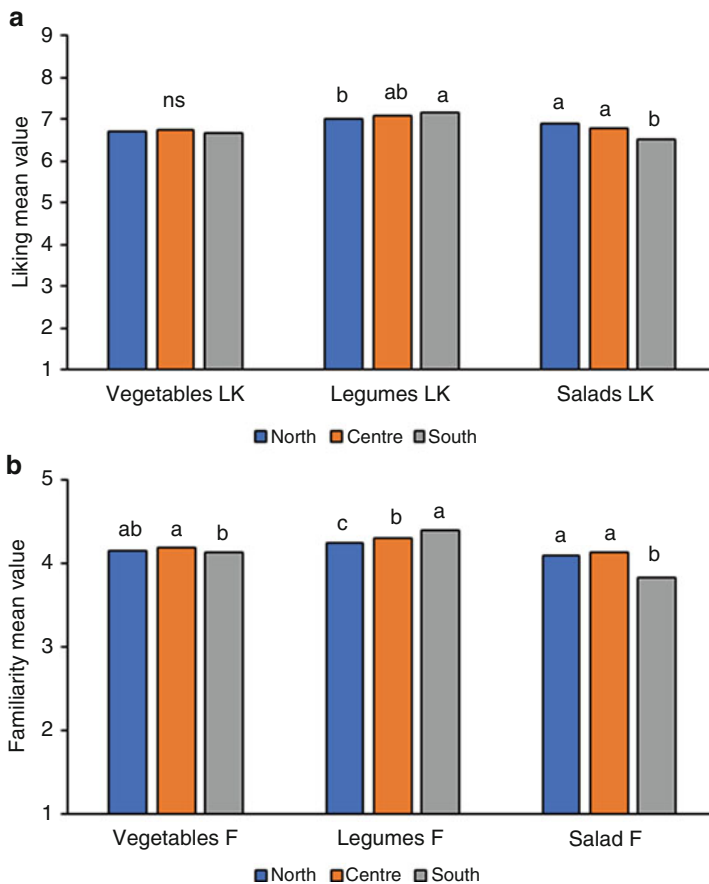 a
9
8
7
6
5
4
3
2
1
Liking mean value
ns
b ab a
a a b
Vegetables LK Legumes LK Salads LK
North Centre South
b
5
4
3
2
1
Familiarity mean value
ab a b
c b a
a a b
Vegetables F Legumes F Salad F
North Centre South